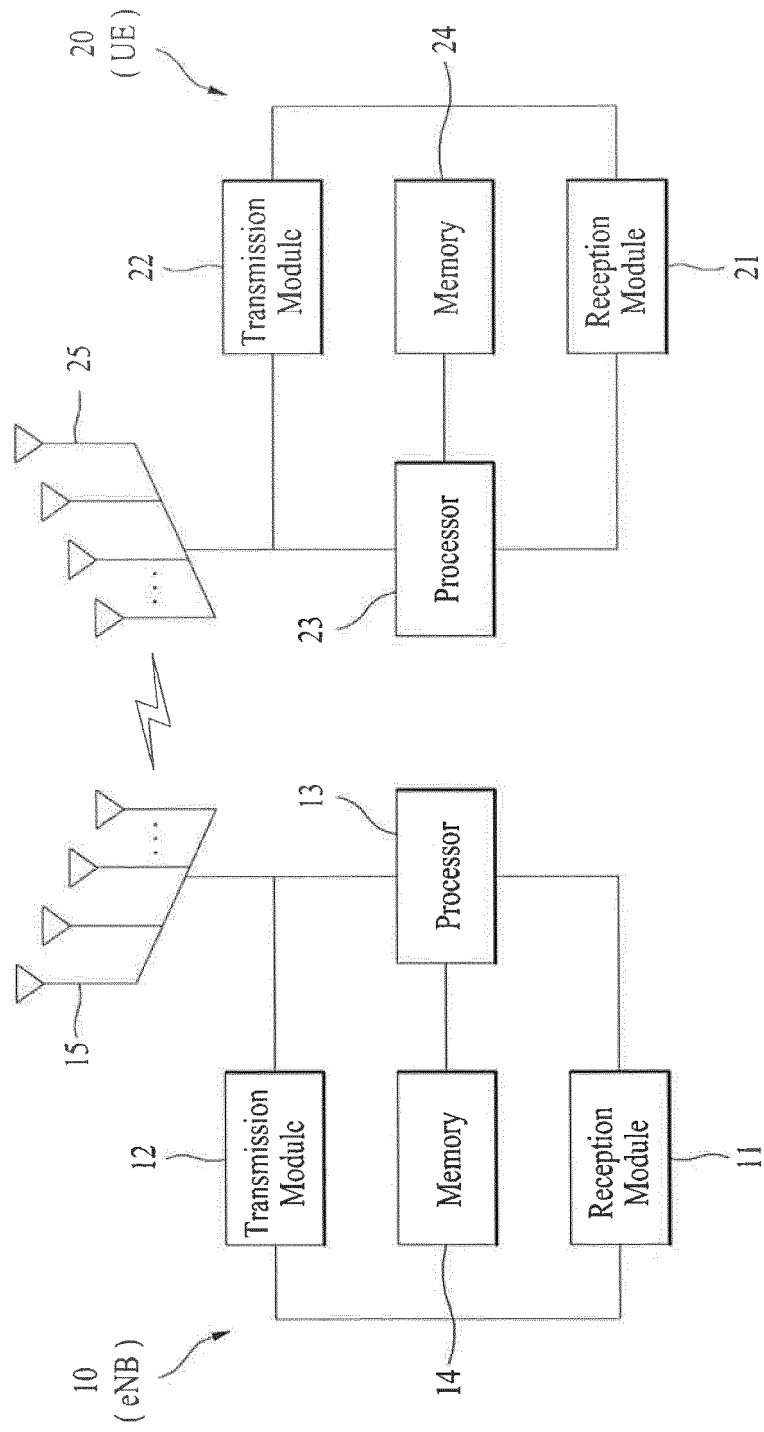 10
( eNB )
20
( UE )
15
25
12
Transmission
Module
13
Processor
14
Memory
11
Reception
Module
22
Transmission
Module
23
Processor
24
Memory
21
Reception
Module